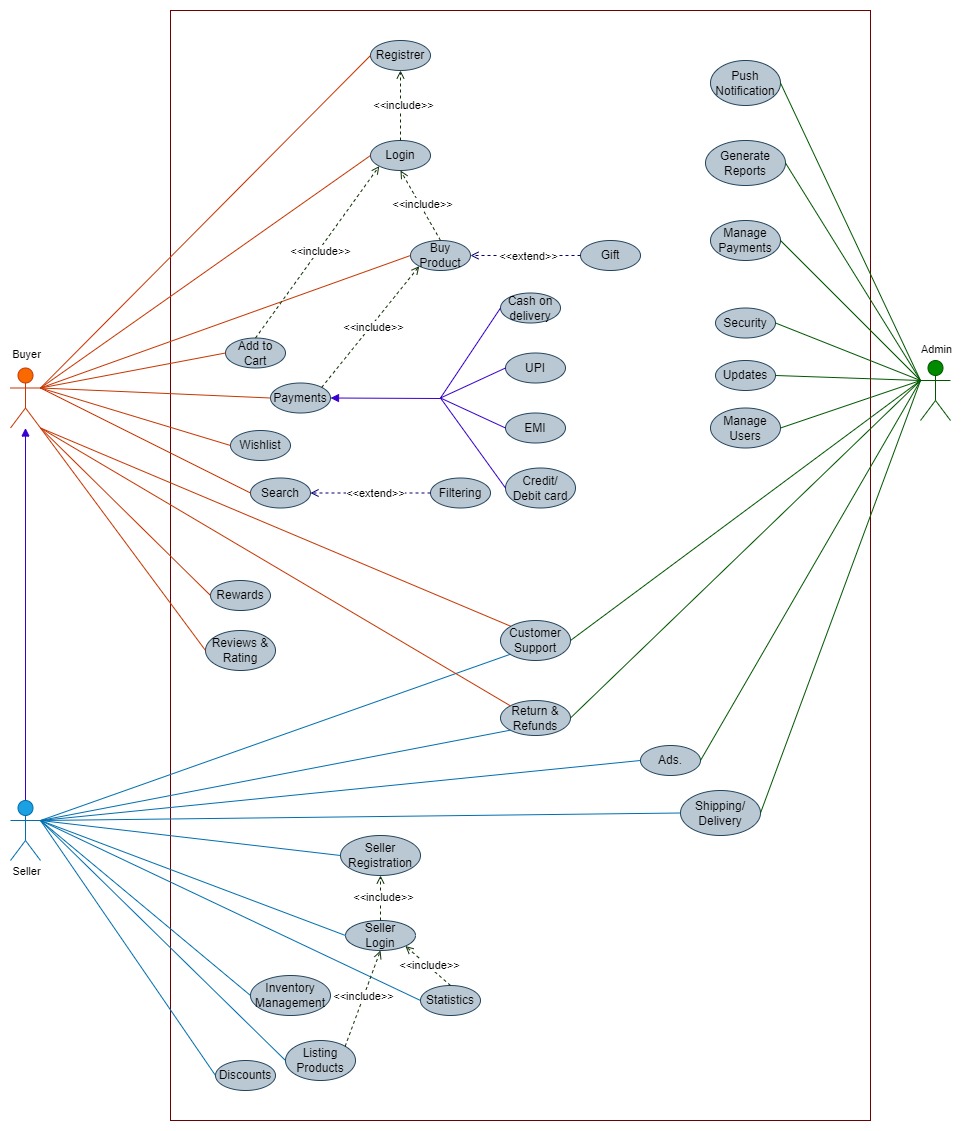 Registrer
Push
Notification
<<include>>
Login
Generate
Reports
<<include>>
Manage
Payments
<<include>>
Buy
Product
<<extend>>
Gift
Cash on
delivery
<<include>>
Security
Buyer
Add to
Cart
Admin
UPI
Updates
Payments
EMI
Manage
Users
Wishlist
Search
<<extend>>
Filtering
Credit/
Debit card
Rewards
Reviews &
Rating
Customer
Support
Return &
Refunds
Ads.
Shipping/
Delivery
Seller
Seller
Registration
<<include>>
Seller
Login
<<include>>
Inventory
Management
<<include>>
Statistics
Listing
Products
Discounts